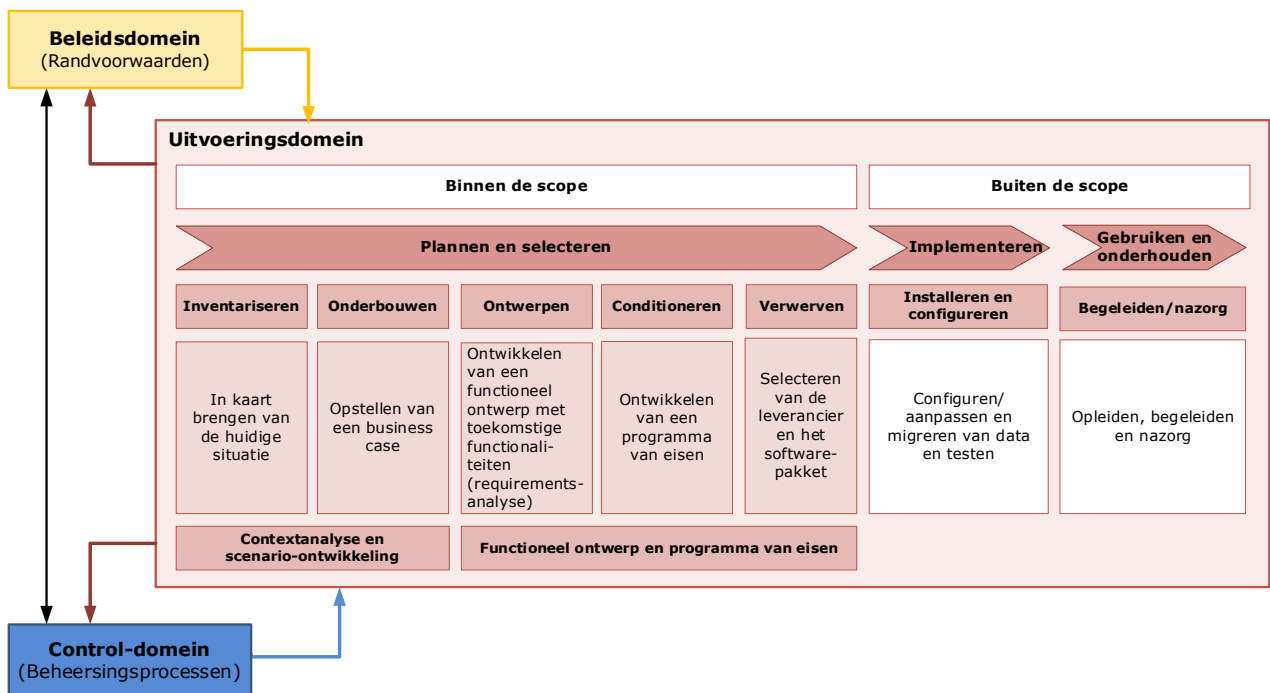 Beleidsdomein
(Randvoorwaarden)
Uitvoeringsdomein
Binnen de scope
Buiten de scope
Plannen en selecteren
Implementeren
Gebruiken en
onderhouden
Inventariseren
Onderbouwen
Ontwerpen
Conditioneren
Verwerven
Installeren en
configureren
Begeleiden/nazorg
In kaart
brengen van
de huidige
situatie
Opstellen van
een business
case
Ontwikkelen
van een
functioneel
ontwerp met
toekomstige
functionali-
teiten
(requirements-
analyse)
Ontwikkelen
van een
programma
van eisen
Selecteren
van de
leverancier
en het
software-
pakket
Configuren/
aanpassen en
migreren van data
en testen
Opleiden, begeleiden
en nazorg
Contextanalyse en
scenario-ontwikkeling
Functioneel ontwerp en programma van eisen
Control-domein
(Beheersingsprocessen)